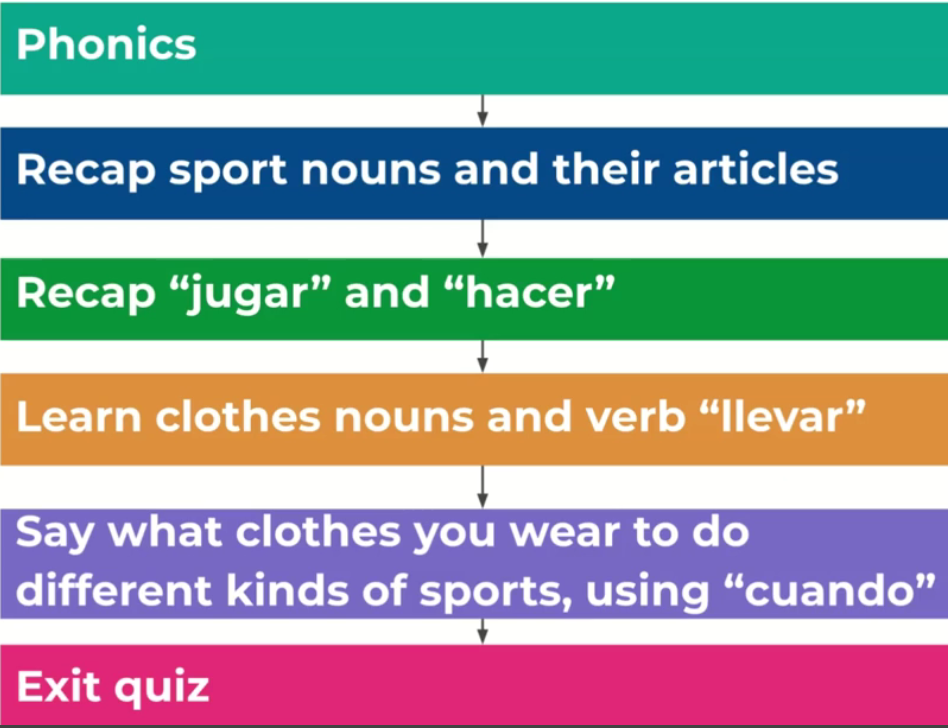 Phonics
Recap sport nouns and their articles
Recap “jugar” and “hacer”
Learn clothes nouns and verb “llevar”
Say what clothes you wear to do
different kinds of sports, using “cuando”
Exit quiz